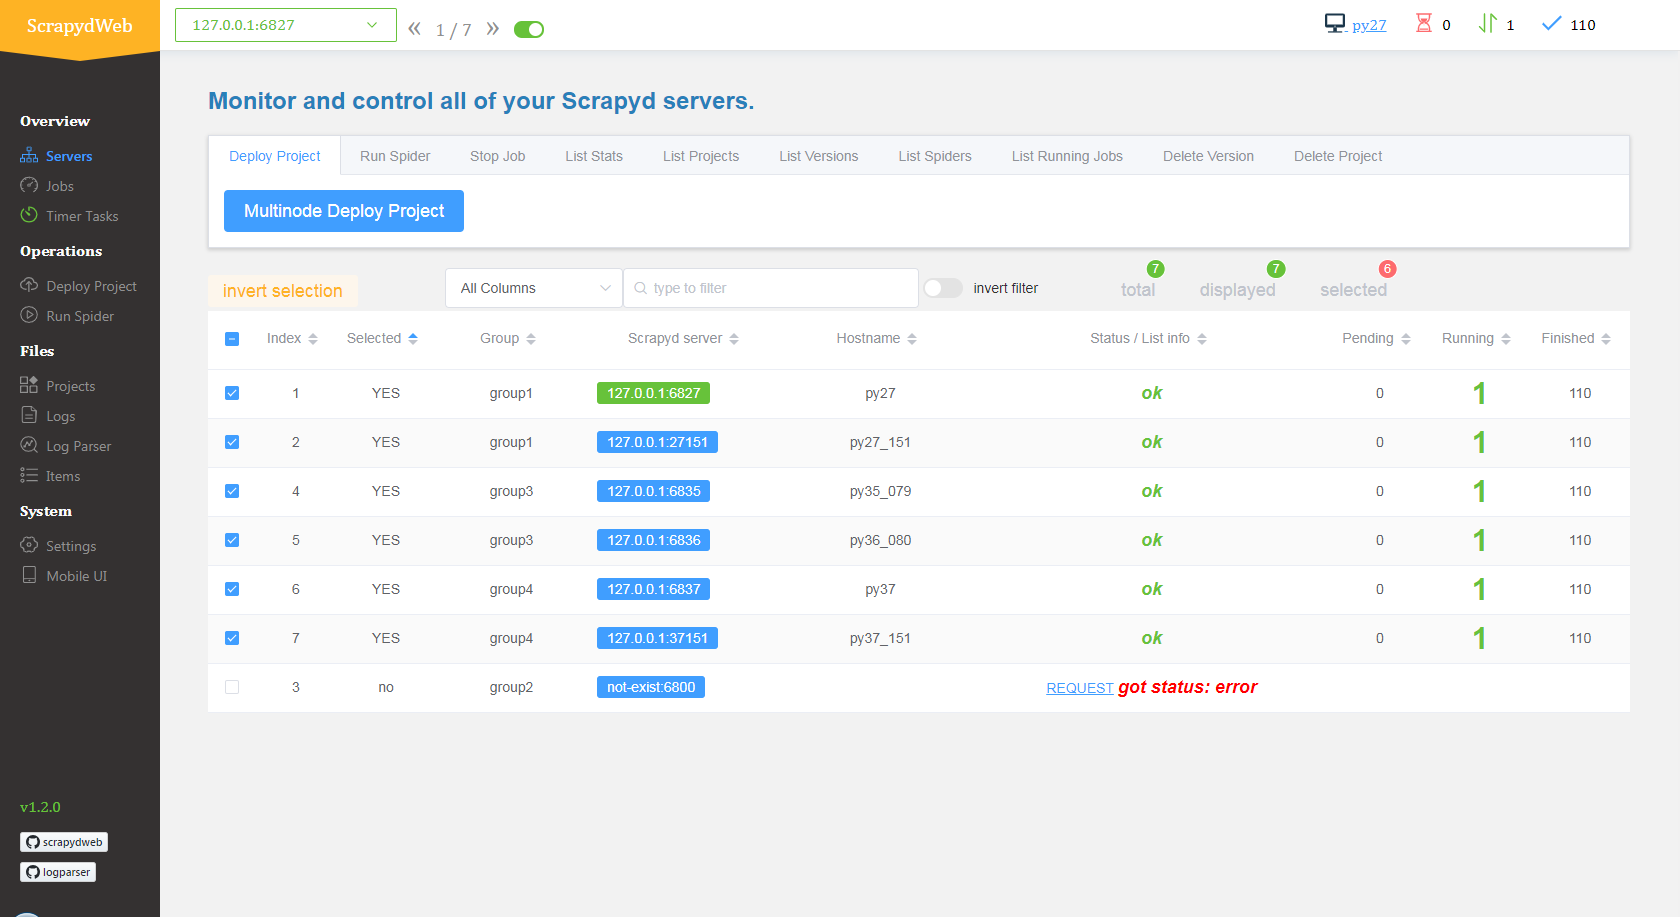 ScrapydWeb
127.0.0.1:6827
« 1 / 7 »
py27
0
1
110
Overview
Servers
Jobs
Timer Tasks
Operations
Deploy Project
Run Spider
Files
Projects
Logs
Log Parser
Items
System
Settings
Mobile UI
v1.2.0
scrapydweb
logparser
Monitor and control all of your Scrapyd servers.
Deploy Project Run Spider Stop Job List Stats List Projects List Versions List Spiders List Running Jobs Delete Version Delete Project
Multinode Deploy Project
invert selection All Columns type to filter invert filter total 7 displayed 7 selected 6
Index Selected Group Scrapyd server Hostname Status / List info Pending Running Finished
1 YES group1 127.0.0.1:6827 py27 ok 0 1 110
2 YES group1 127.0.0.1:27151 py27_151 ok 0 1 110
4 YES group3 127.0.0.1:6835 py35_079 ok 0 1 110
5 YES group3 127.0.0.1:6836 py36_080 ok 0 1 110
6 YES group4 127.0.0.1:6837 py37 ok 0 1 110
7 YES group4 127.0.0.1:37151 py37_151 ok 0 1 110
3 no group2 not-exist:6800 REQUEST got status: error